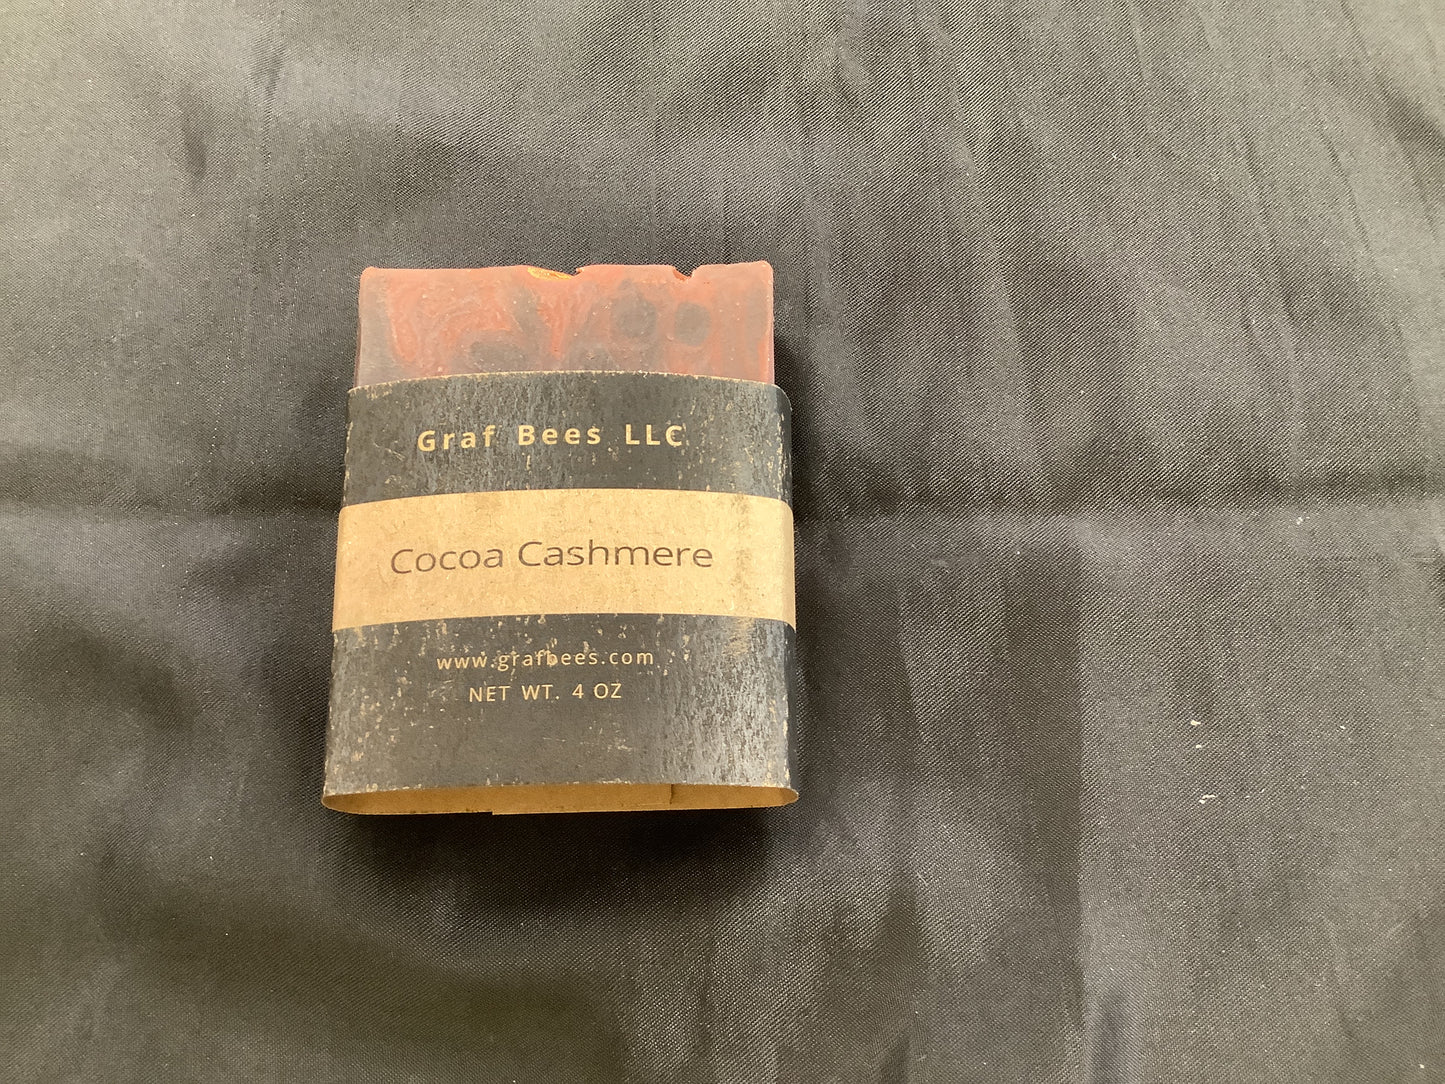 Graf Bees LLC
Cocoa Cashmere
www.grafbees.com
NET WT. 4 OZ